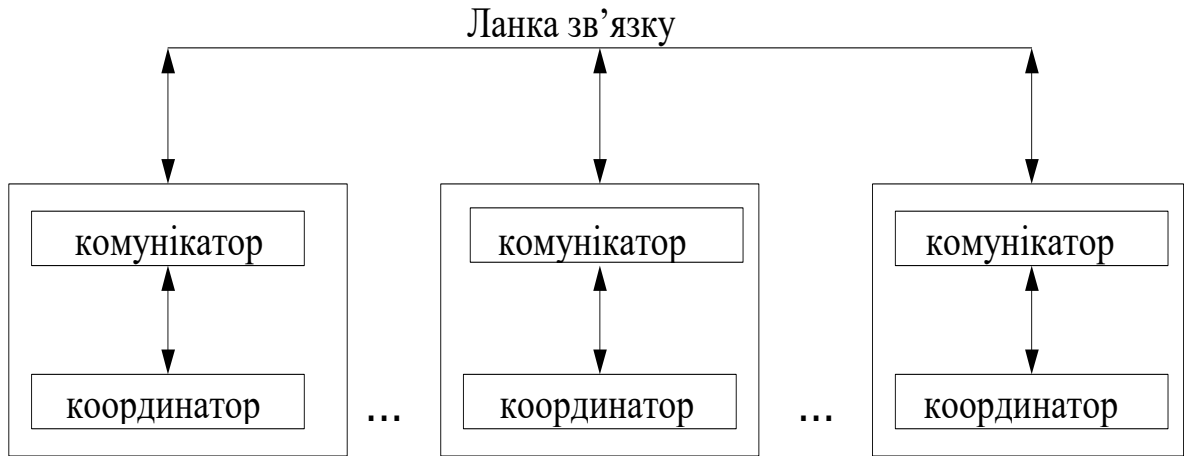 Ланка зв’язку
комунікатор комунікатор комунікатор
координатор ... координатор ... координатор